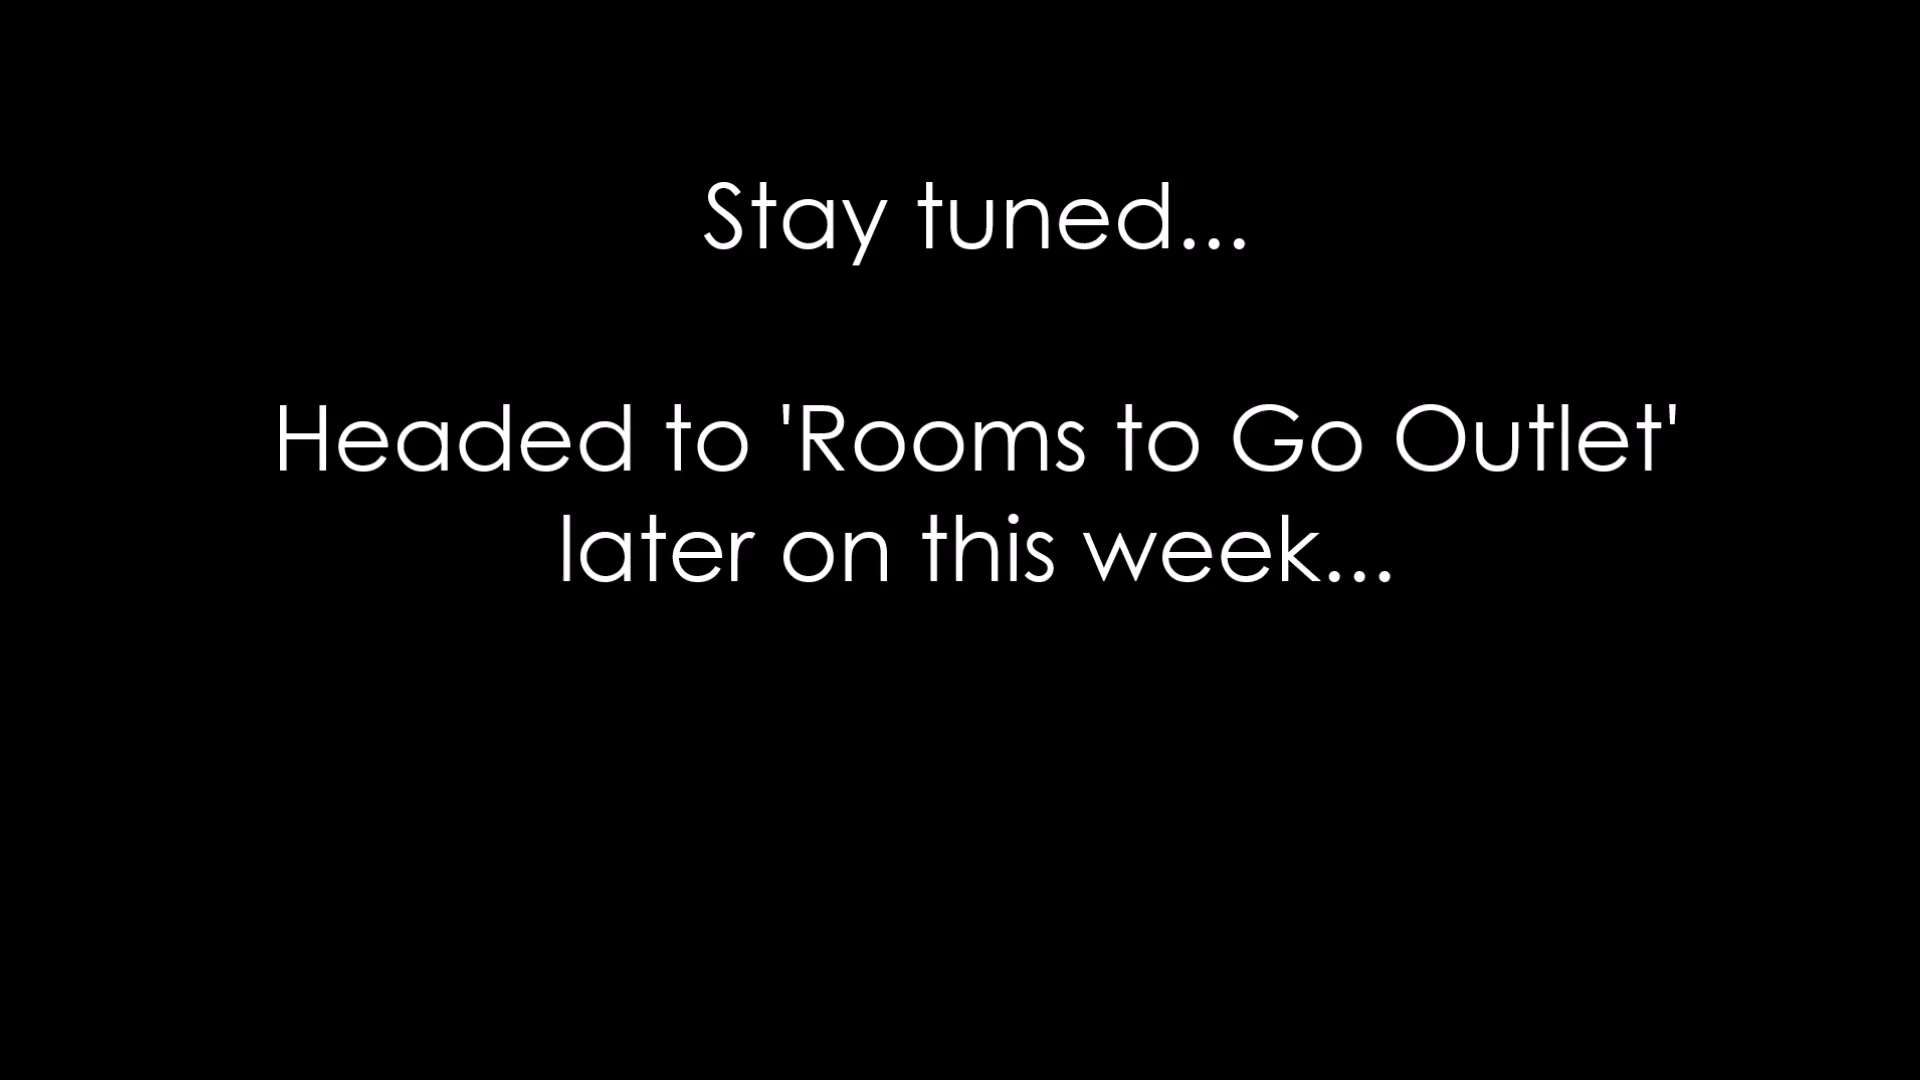 Stay tuned...
Headed to 'Rooms to Go Outlet'
later on this week...